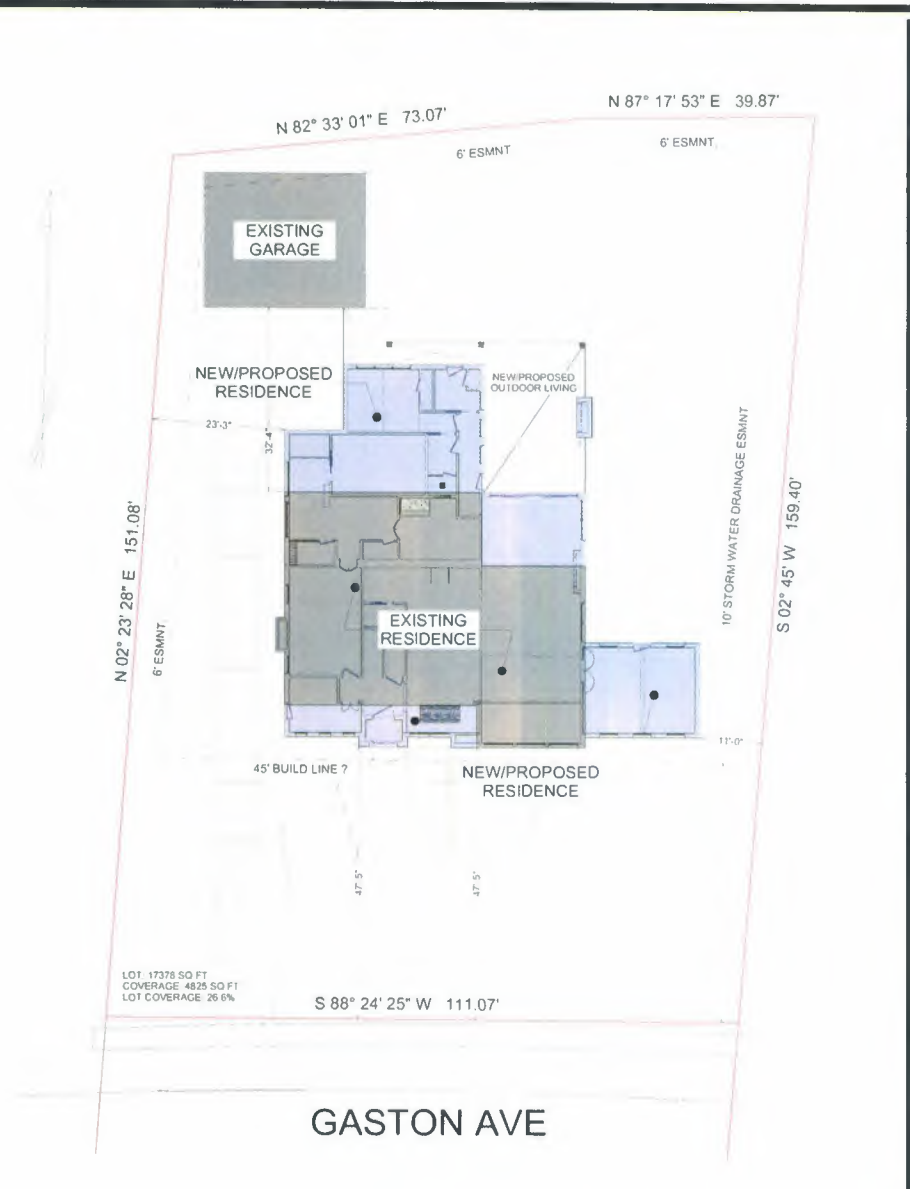 N 87° 17' 53" E 39.87'
N 82° 33' 01" E 73.07'
6' ESMNT
6' ESMNT
EXISTING
GARAGE
NEW/PROPOSED
RESIDENCE
NEW/PROPOSED
OUTDOOR LIVING
23'-3"
32'-4"
10' STORM WATER DRAINAGE ESMNT
S 02° 45' W 159.40'
N 02° 23' 28" E 151.08'
6' ESMNT
EXISTING
RESIDENCE
11'-0"
45' BUILD LINE ?
NEW/PROPOSED
RESIDENCE
47' 5"
47' 5"
LOT 17378 SQ FT
COVERAGE 4825 SQ FT
LOT COVERAGE 26.6%
S 88° 24' 25" W 111.07'
GASTON AVE